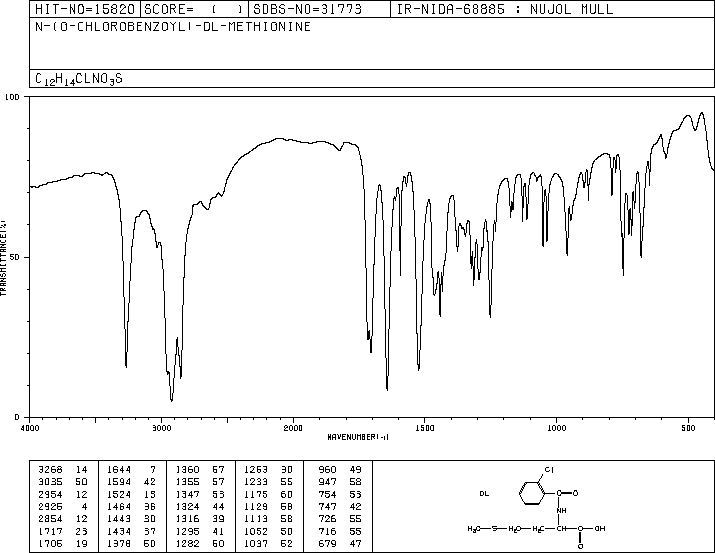 HIT-NO=15820 SCORE= ( ) SDBS-NO=31773 IR-NIDA-68885 : NUJOL MULL
N-(O-CHLOROBENZOYL)-DL-METHIONINE
C12H14CLNO3S
100
50
0
TRANSMITTANCE(%)
4000 3000 2000 1500 1000 500
WAVENUMBER(-1)
3268 14 1644 7 1360 67 1253 30 960 49
3035 50 1594 42 1355 57 1233 55 947 58
2954 12 1524 15 1347 53 1175 60 754 53
2925 4 1464 36 1324 44 1129 58 747 42
2854 12 1443 30 1316 39 1113 58 726 55
1717 23 1434 37 1295 41 1052 50 716 55
1705 19 1378 50 1282 60 1037 52 679 47
Cl
DL
C O
NH
H3C S H2C H2C CH C OH
O